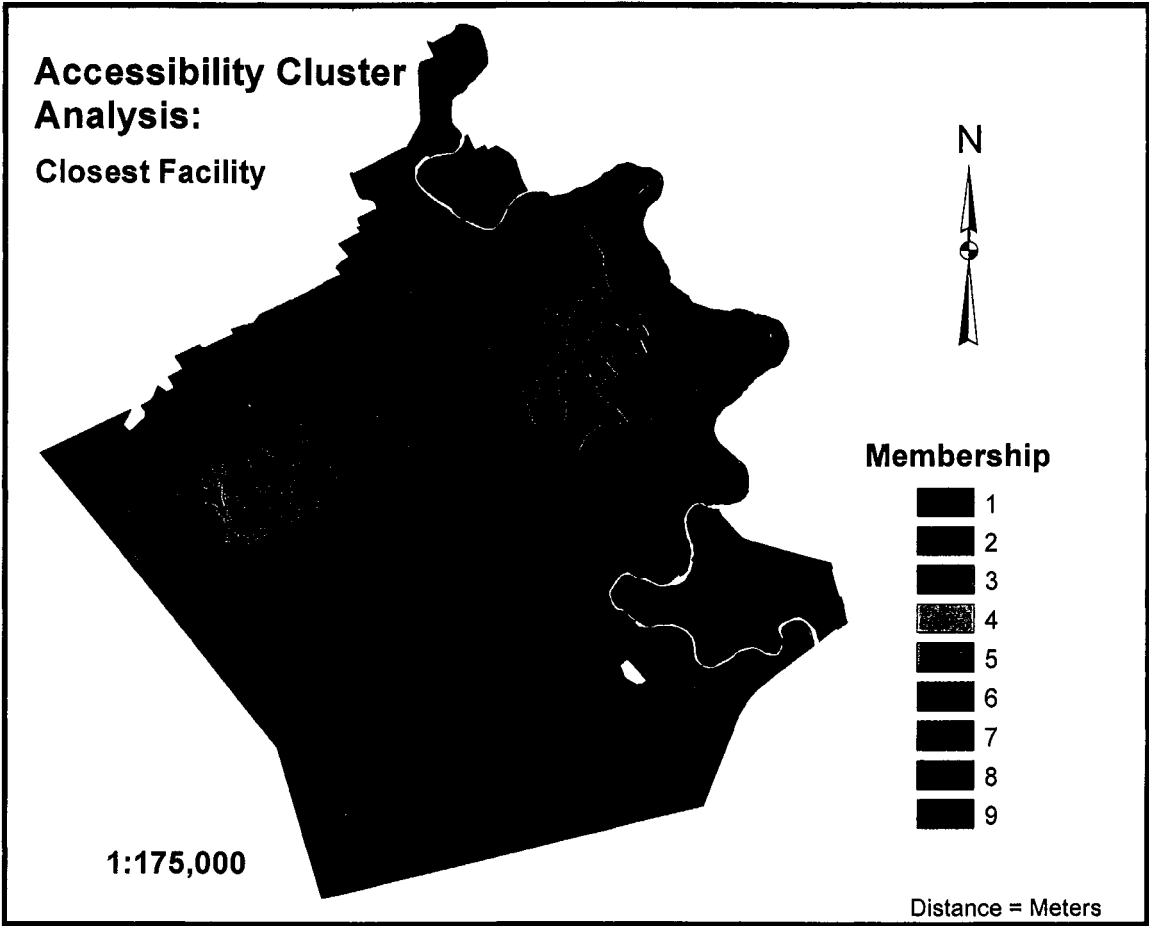 Accessibility Cluster
Analysis:
Closest Facility
N
Membership
1
2
3
4
5
6
7
8
9
1:175,000
Distance = Meters